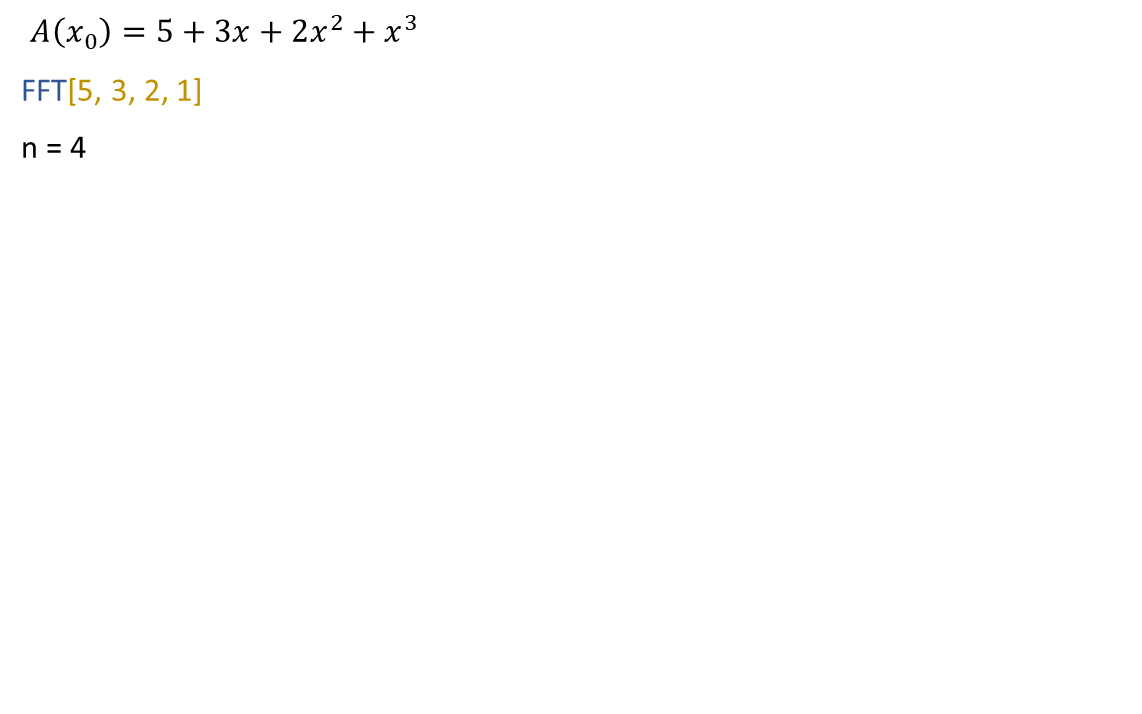 A(x₀) = 5 + 3x + 2x² + x³
FFT[5, 3, 2, 1]
n = 4